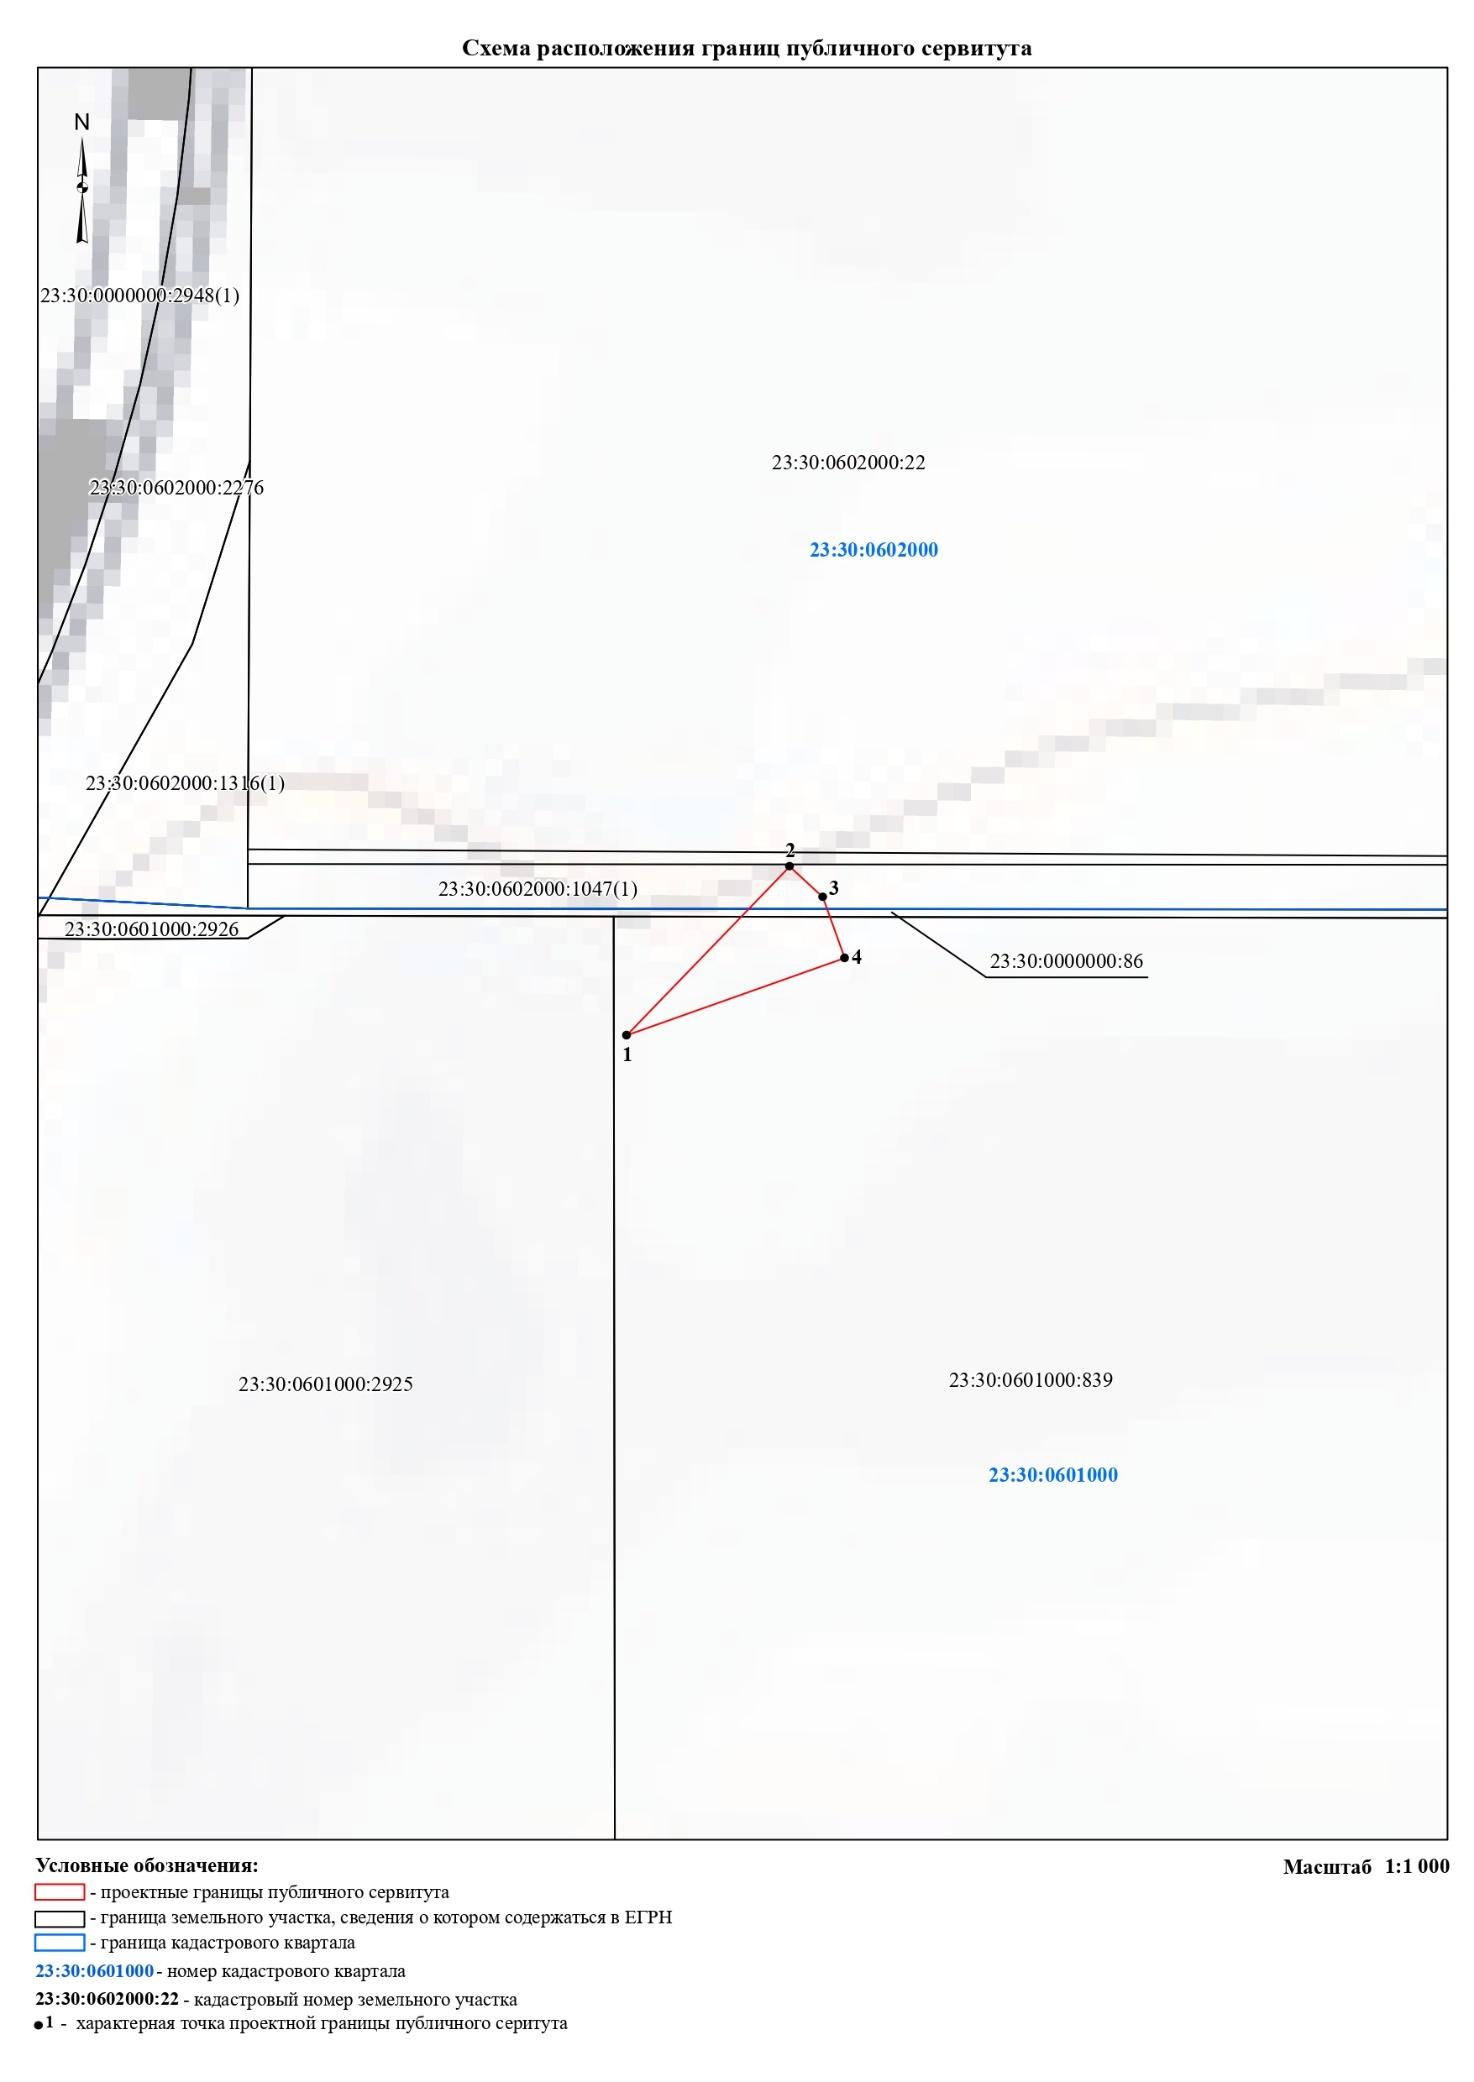 Схема расположения границ публичного сервитута
N
23:30:0000000:2948(1)
23:30:0602000:22
23:30:0602000:2276
23:30:0602000
23:30:0602000:1316(1)
2
23:30:0602000:1047(1)
3
23:30:0601000:2926
4
23:30:0000000:86
1
23:30:0601000:2925
23:30:0601000:839
23:30:0601000
Условные обозначения:
Масштаб 1:1 000
- проектные границы публичного сервитута
- граница земельного участка, сведения о котором содержаться в ЕГРН
- граница кадастрового квартала
23:30:0601000 - номер кадастрового квартала
23:30:0602000:22 - кадастровый номер земельного участка
1 - характерная точка проектной границы публичного серитута